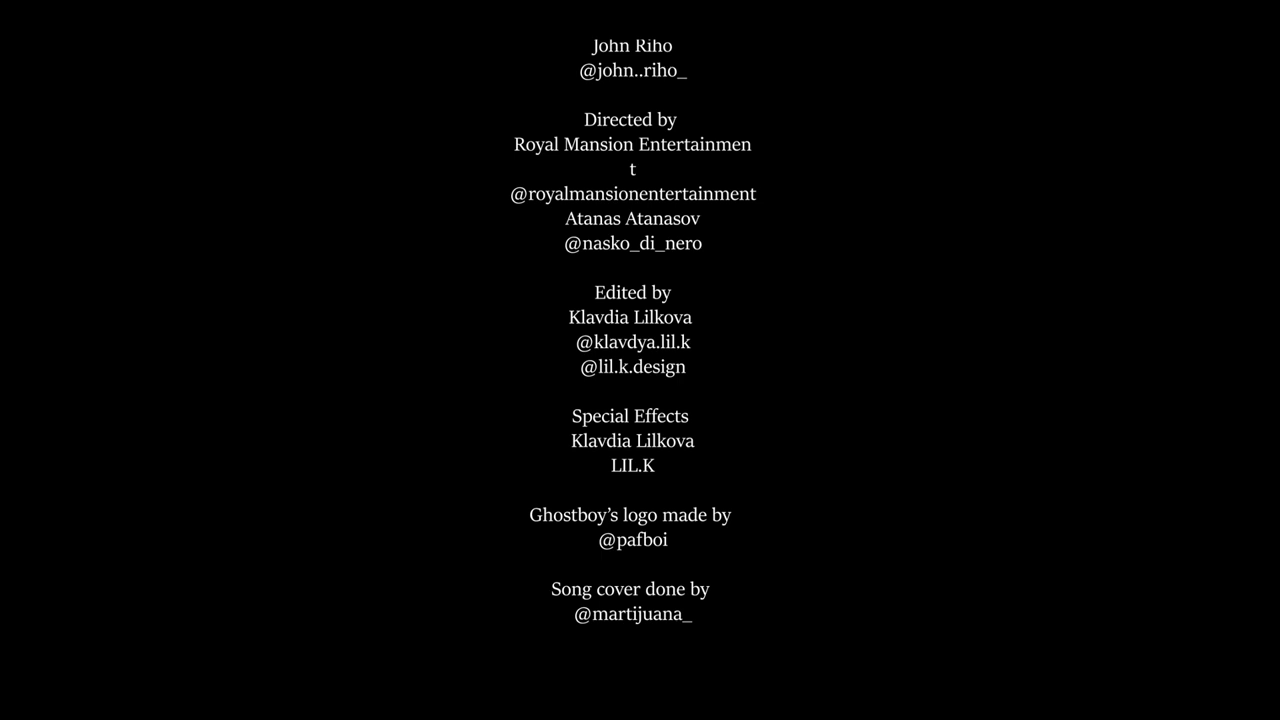 John Riho
@john..riho_
Directed by
Royal Mansion Entertainmen
t
@royalmansionentertainment
Atanas Atanasov
@nasko_di_nero
Edited by
Klavdia Lilkova
@klavdya.lil.k
@lil.k.design
Special Effects
Klavdia Lilkova
LIL.K
Ghostboy’s logo made by
@pafboi
Song cover done by
@martijuana_